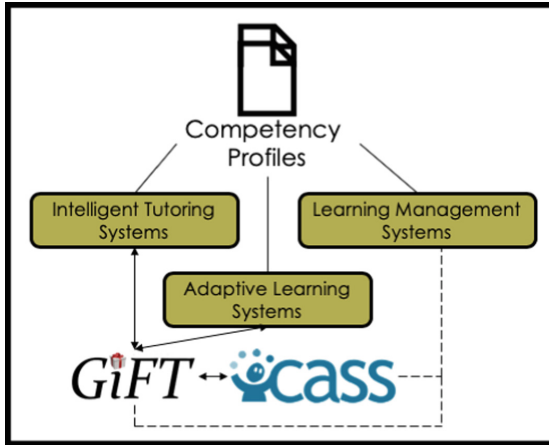 Competency
Profiles
Intelligent Tutoring
Systems
Learning Management
Systems
Adaptive Learning
Systems
GiFT
cass